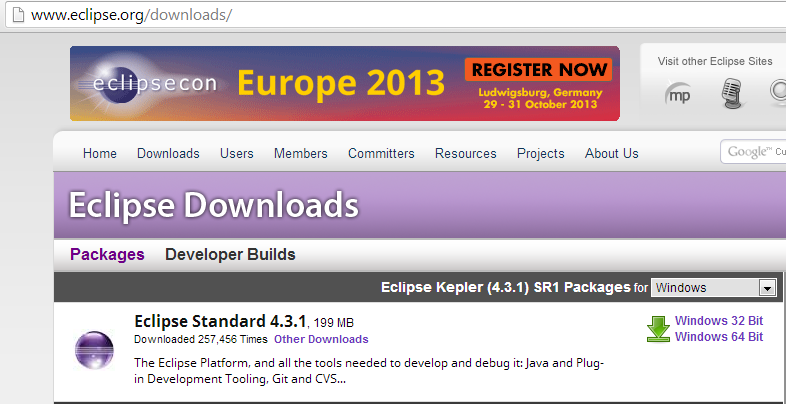 www.eclipse.org/downloads/
eclipsecon Europe 2013 REGISTER NOW
Ludwigsburg, Germany
29 - 31 October 2013
Visit other Eclipse Sites
mp
Home Downloads Users Members Committers Resources Projects About Us
Google™ Cu
Eclipse Downloads
Packages Developer Builds
Eclipse Kepler (4.3.1) SR1 Packages for Windows
Eclipse Standard 4.3.1, 199 MB
Downloaded 257,456 Times Other Downloads
The Eclipse Platform, and all the tools needed to develop and debug it: Java and Plug-
in Development Tooling, Git and CVS...
Windows 32 Bit
Windows 64 Bit